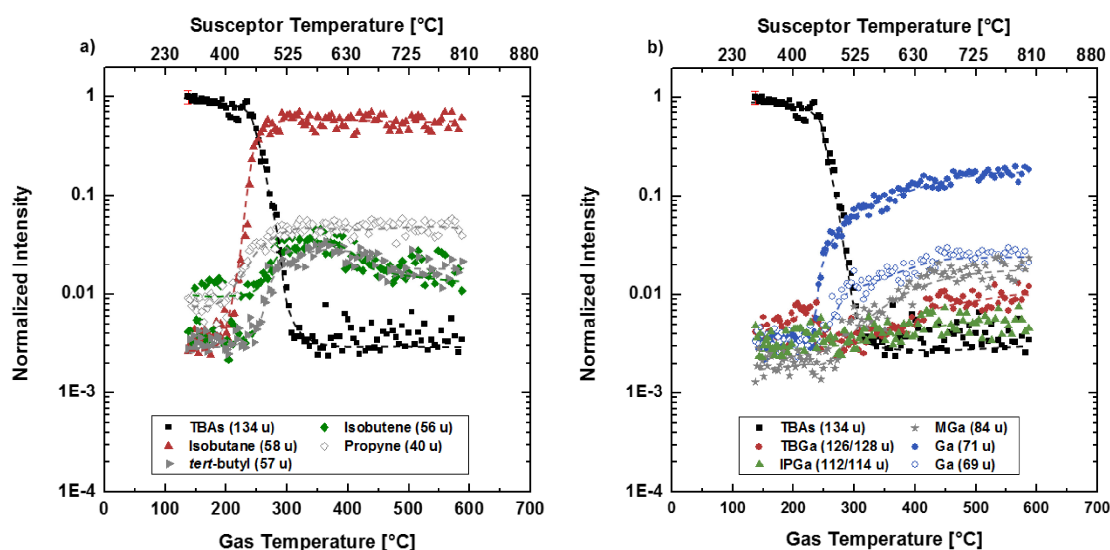 Susceptor Temperature [°C]
a)
230 400 525 630 725 810 880
Normalized Intensity
1
0.1
0.01
1E-3
1E-4
TBAs (134 u)
Isobutane (58 u)
tert-butyl (57 u)
Isobutene (56 u)
Propyne (40 u)
0 100 200 300 400 500 600 700
Gas Temperature [°C]
Susceptor Temperature [°C]
b)
230 400 525 630 725 810 880
Normalized Intensity
1
0.1
0.01
1E-3
1E-4
TBAs (134 u)
TBGa (126/128 u)
IPGa (112/114 u)
MGa (84 u)
Ga (71 u)
Ga (69 u)
0 100 200 300 400 500 600 700
Gas Temperature [°C]